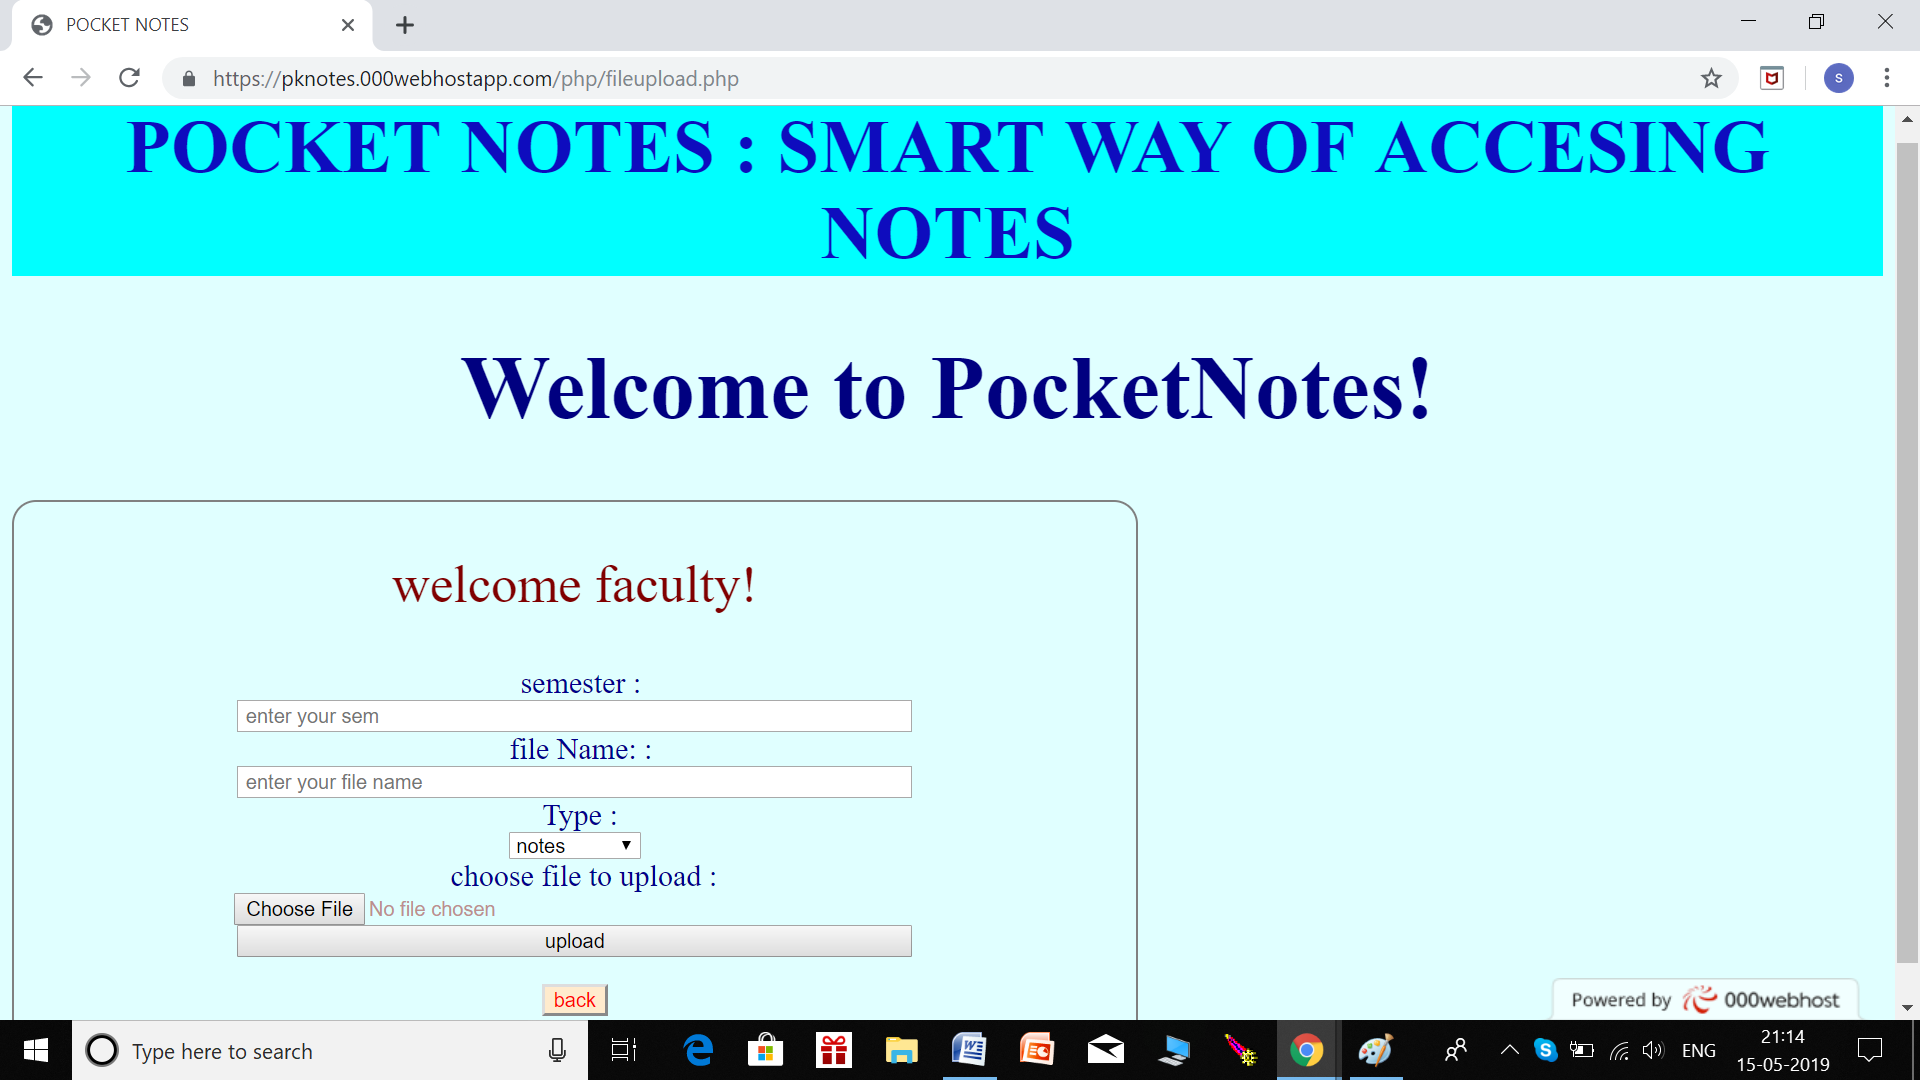 POCKET NOTES
https://pknotes.000webhostapp.com/php/fileupload.php
S
POCKET NOTES : SMART WAY OF ACCESING
NOTES
Welcome to PocketNotes!
welcome faculty!
semester :
enter your sem
file Name: :
enter your file name
Type :
notes
choose file to upload :
Choose File No file chosen
upload
back
Powered by 000webhost
Type here to search
ENG
21:14
15-05-2019